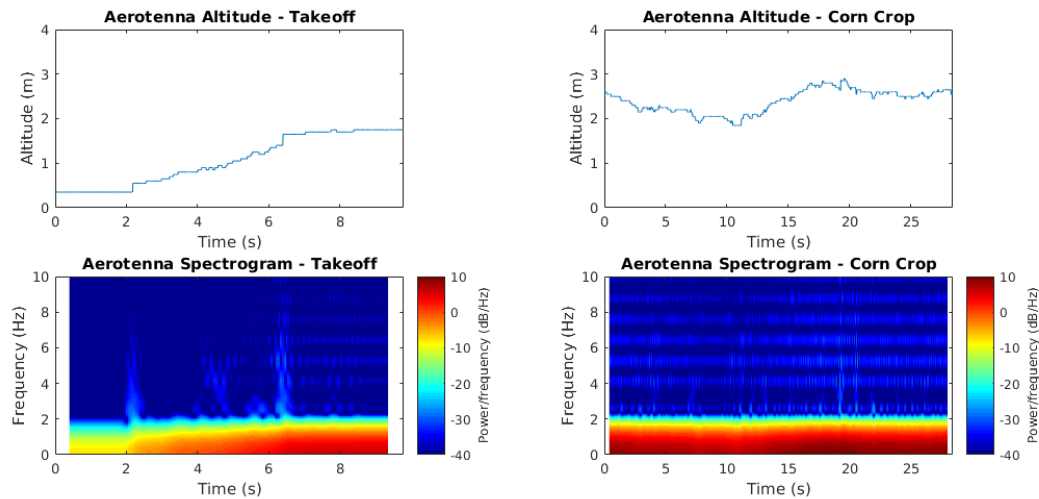 Aerotenna Altitude - Takeoff
Altitude (m)
4
3
2
1
0
0 2 4 6 8
Time (s)
Aerotenna Altitude - Corn Crop
Altitude (m)
4
3
2
1
0
0 5 10 15 20 25
Time (s)
Aerotenna Spectrogram - Takeoff
Frequency (Hz)
10
8
6
4
2
0
0 2 4 6 8
Time (s)
10
0
-10
-20
-30
-40
Power/frequency (dB/Hz)
Aerotenna Spectrogram - Corn Crop
Frequency (Hz)
10
8
6
4
2
0
0 5 10 15 20 25
Time (s)
10
0
-10
-20
-30
-40
Power/frequency (dB/Hz)